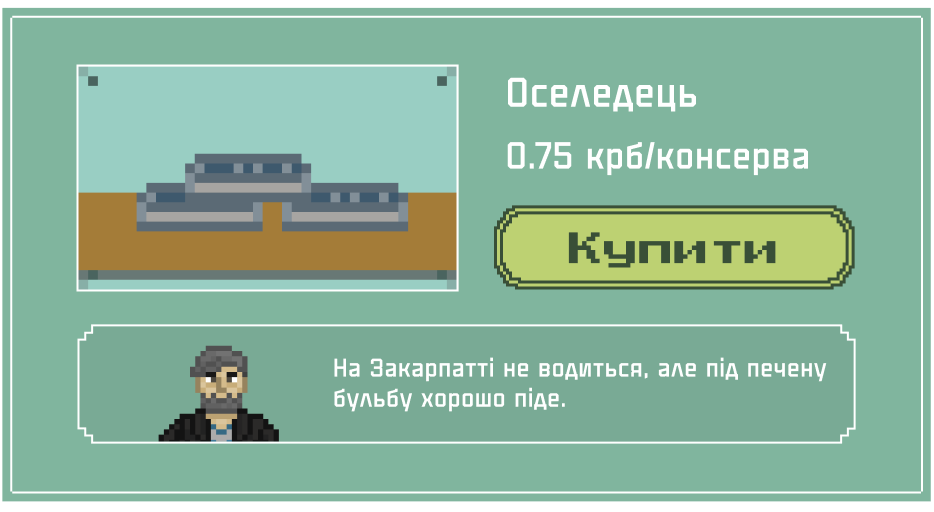 Оселедець
0.75 крб/консерва
Купити
На Закарпатті не водиться, але під печену
бульбу хорошо піде.